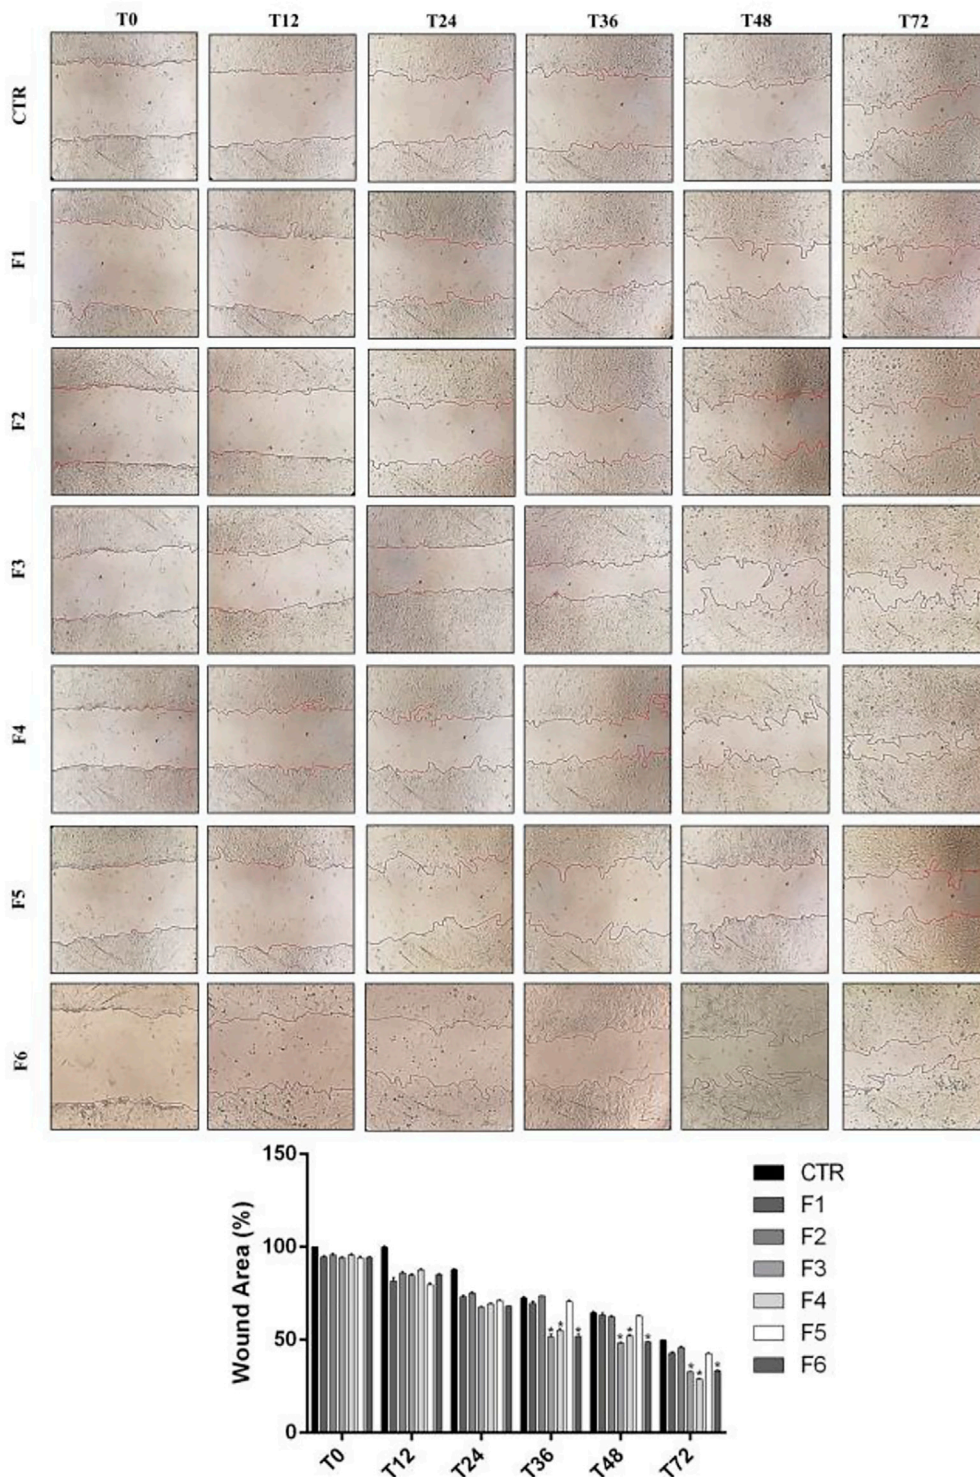 T0 T12 T24 T36 T48 T72
CTR
F1
F2
F3
F4
F5
F6
150
100
50
0
Wound Area (%)
* * *
* * *
* * *
T0 T12 T24 T36 T48 T72
CTR
F1
F2
F3
F4
F5
F6